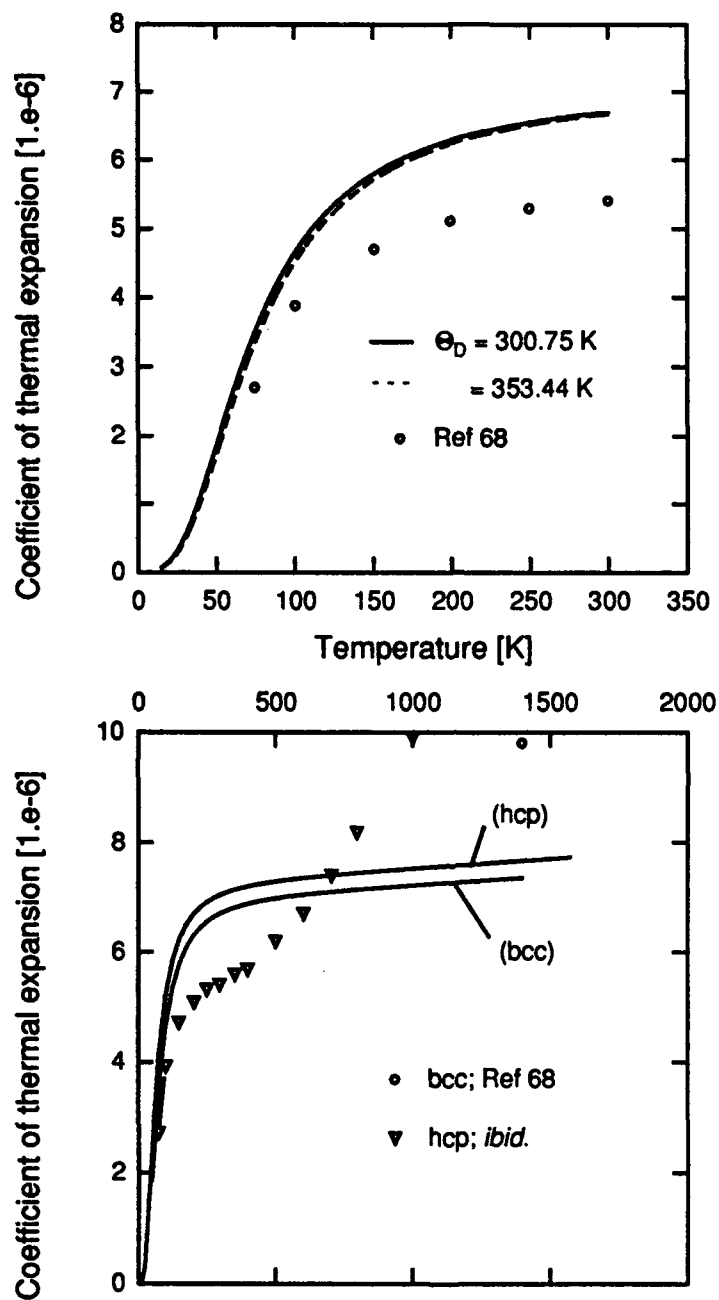 8
7
6
5
4
3
2
0
Coefficient of thermal expansion [1.e-6]
ΘD = 300.75 K
= 353.44 K
Ref 68
0 50 100 150 200 250 300 350
Temperature [K]
0 500 1000 1500 2000
10
8
6
4
2
0
Coefficient of thermal expansion [1.e-6]
(hcp)
(bcc)
bcc; Ref 68
hcp; ibid.